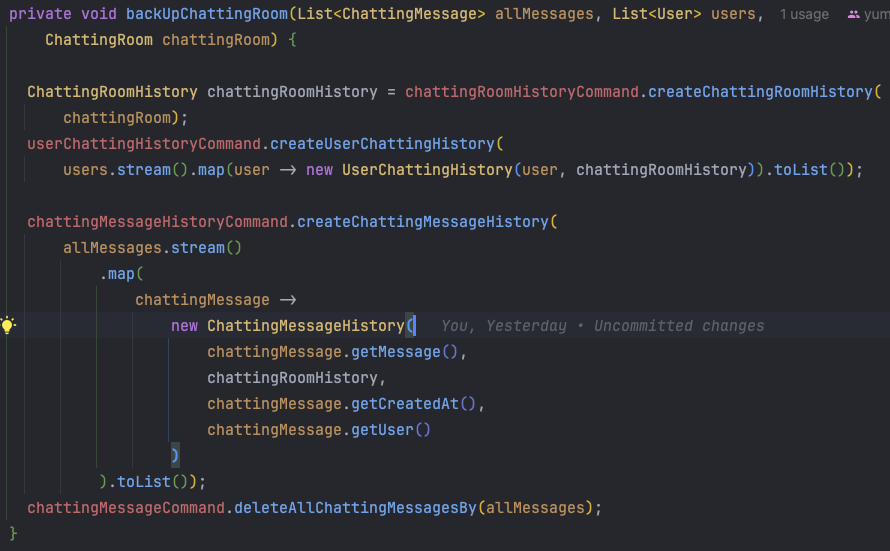 private void backUpChattingRoom(List<ChattingMessage> allMessages, List<User> users, 1 usage yum
ChattingRoom chattingRoom) {
ChattingRoomHistory chattingRoomHistory = chattingRoomHistoryCommand.createChattingRoomHistory(
chattingRoom);
userChattingHistoryCommand.createUserChattingHistory(
users.stream().map(user -> new UserChattingHistory(user, chattingRoomHistory)).toList());
chattingMessageHistoryCommand.createChattingMessageHistory(
allMessages.stream()
.map(
chattingMessage ->
new ChattingMessageHistory( You, Yesterday • Uncommitted changes
chattingMessage.getMessage(),
chattingRoomHistory,
chattingMessage.getCreatedAt(),
chattingMessage.getUser()
)
).toList());
chattingMessageCommand.deleteAllChattingMessagesBy(allMessages);
}